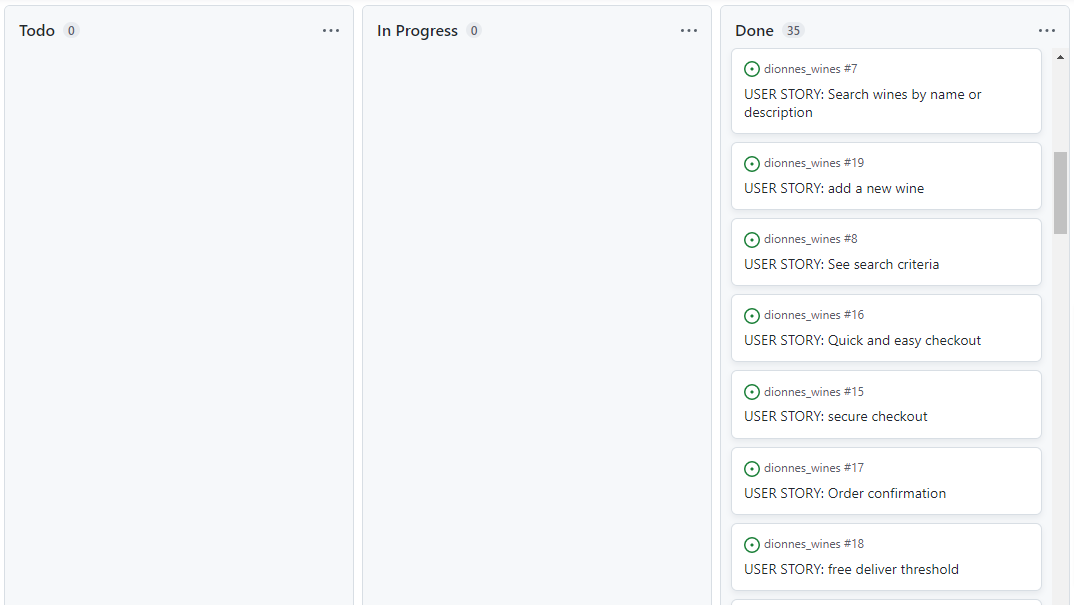 Todo 0
In Progress 0
Done 35
dionnes_wines #7
USER STORY: Search wines by name or
description
dionnes_wines #19
USER STORY: add a new wine
dionnes_wines #8
USER STORY: See search criteria
dionnes_wines #16
USER STORY: Quick and easy checkout
dionnes_wines #15
USER STORY: secure checkout
dionnes_wines #17
USER STORY: Order confirmation
dionnes_wines #18
USER STORY: free deliver threshold